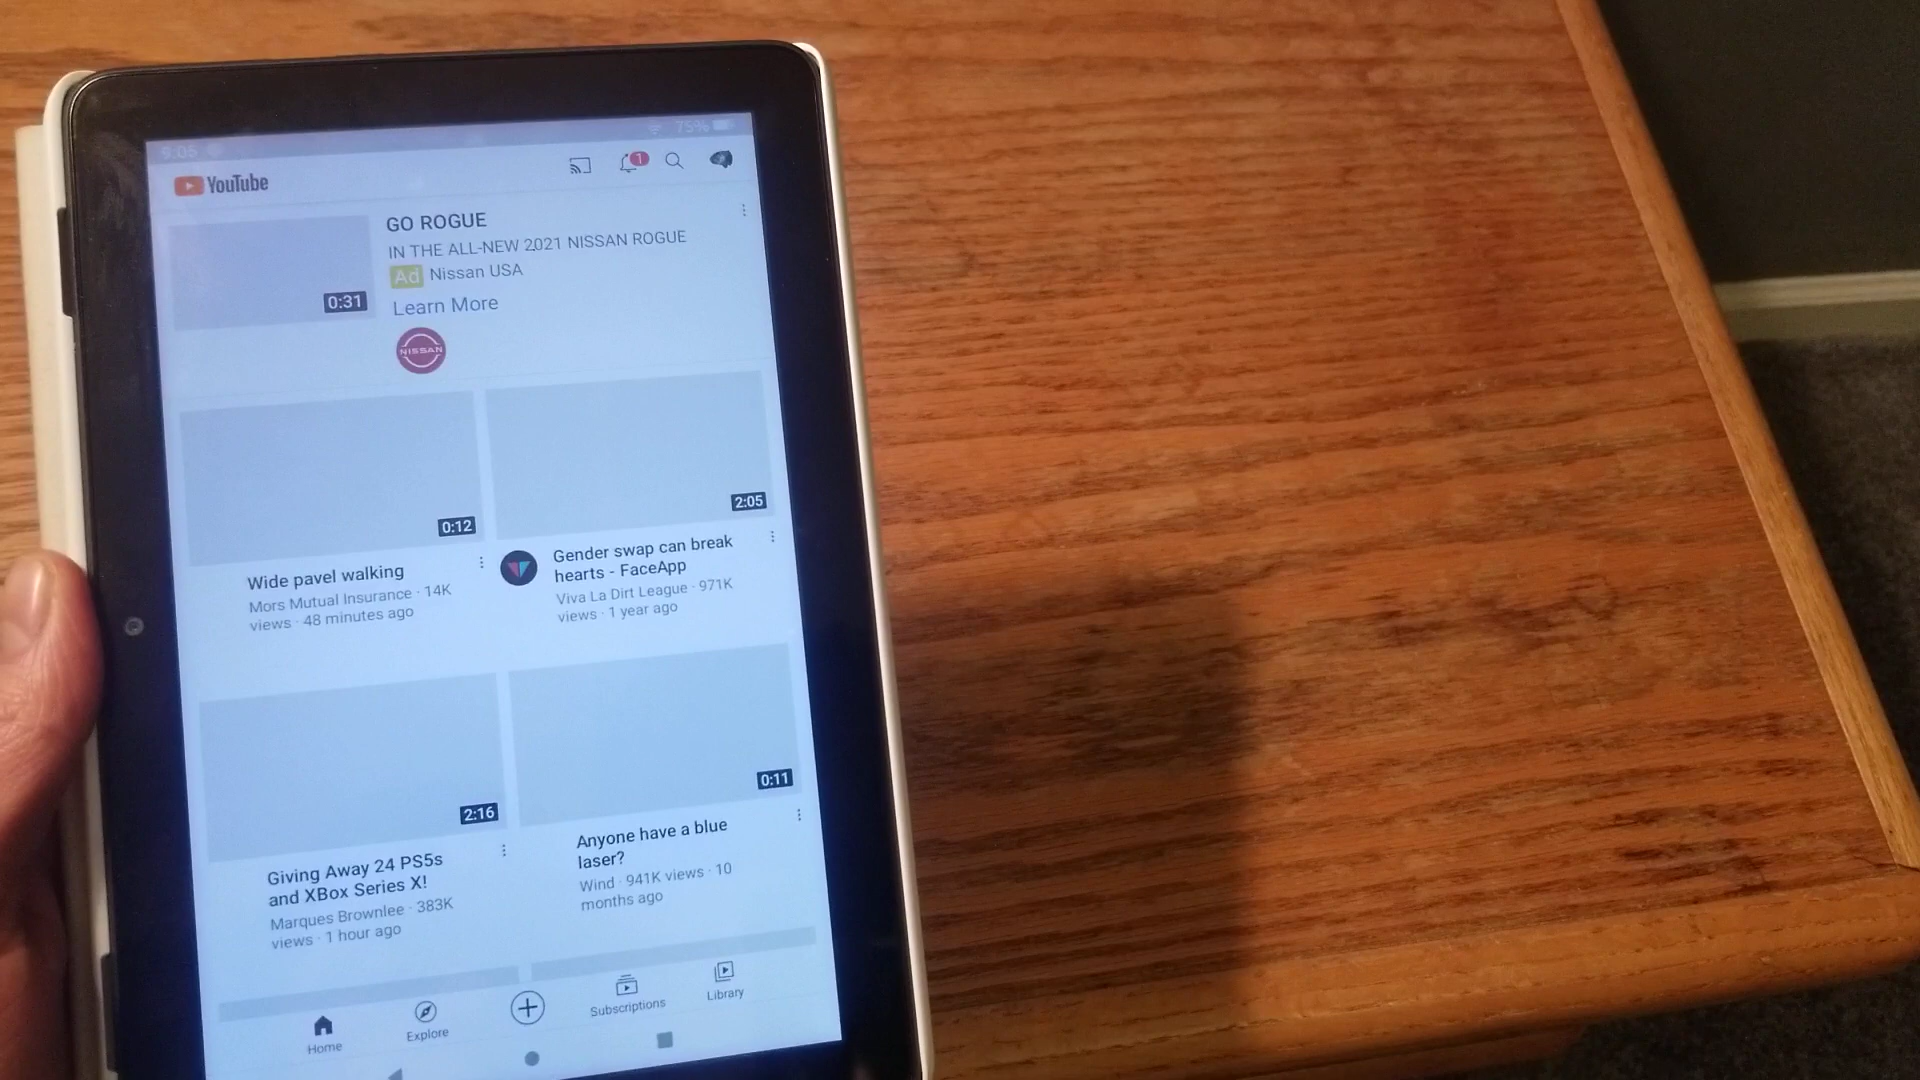 9:05
75%
YouTube
1
GO ROGUE
IN THE ALL-NEW 2021 NISSAN ROGUE
Ad Nissan USA
Learn More
0:31
NISSAN
0:12
2:05
Wide pavel walking
Mors Mutual Insurance · 14K
views · 48 minutes ago
Gender swap can break
hearts - FaceApp
Viva La Dirt League · 971K
views · 1 year ago
2:16
0:11
Giving Away 24 PS5s
and XBox Series X!
Marques Brownlee · 383K
views · 1 hour ago
Anyone have a blue
laser?
Wind · 941K views · 10
months ago
Home
Explore
Subscriptions
Library